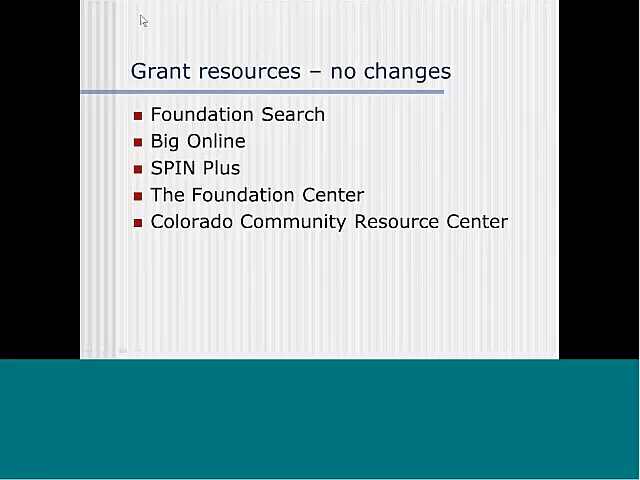 Grant resources – no changes
Foundation Search
Big Online
SPIN Plus
The Foundation Center
Colorado Community Resource Center